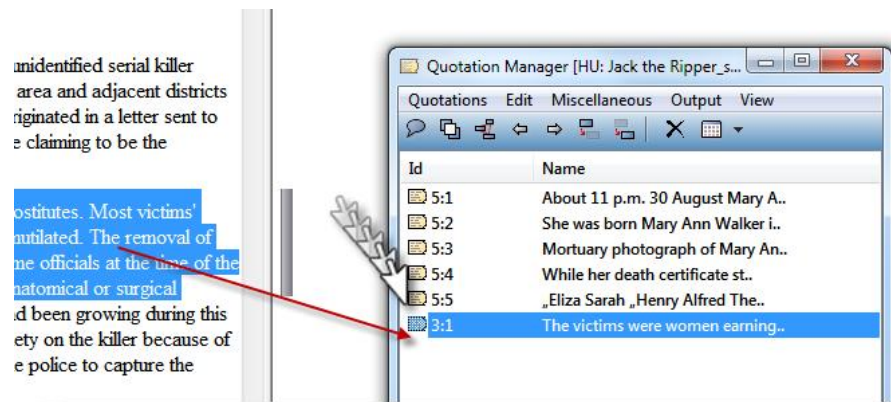 unidentified serial killer
area and adjacent districts
riginated in a letter sent to
e claiming to be the
ostitutes. Most victims'
mutilated. The removal of
me officials at the time of the
natomical or surgical
ad been growing during this
iety on the killer because of
e police to capture the
Quotation Manager [HU: Jack the Ripper_s...
Quotations Edit Miscellaneous Output View
Id Name
5:1 About 11 p.m. 30 August Mary A..
5:2 She was born Mary Ann Walker i..
5:3 Mortuary photograph of Mary An..
5:4 While her death certificate st..
5:5 „Eliza Sarah „Henry Alfred The..
3:1 The victims were women earning..